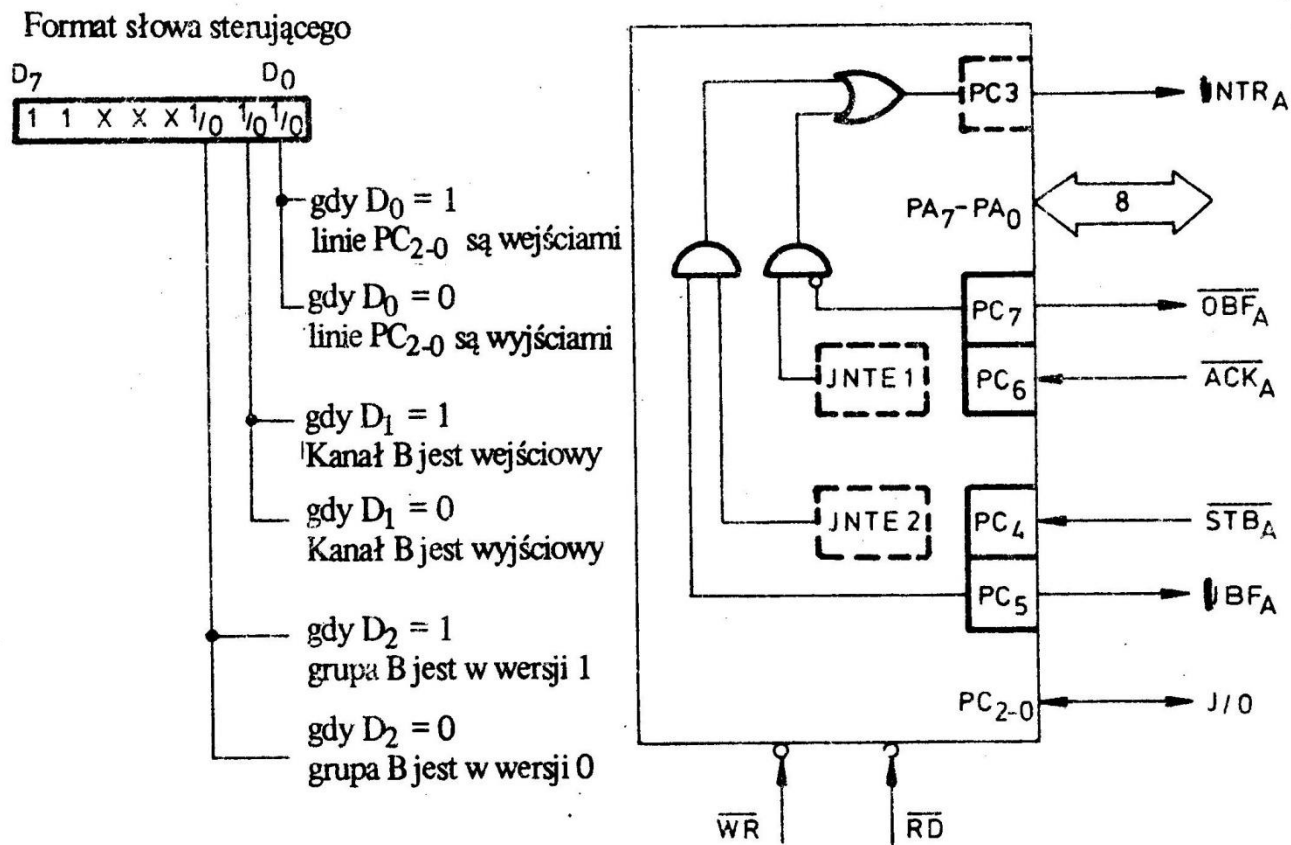 Format słowa sterującego
D7 D0
1 1 X X X 1/0 1/0 1/0
gdy D0 = 1
linie PC2-0 są wejściami
gdy D0 = 0
linie PC2-0 są wyjściami
gdy D1 = 1
Kanał B jest wejściowy
gdy D1 = 0
Kanał B jest wyjściowy
gdy D2 = 1
grupa B jest w wersji 1
gdy D2 = 0
grupa B jest w wersji 0
PC3
INTRA
PA7-PA0
8
PC7
OBFA
JNTE 1
PC6
ACKA
JNTE 2
PC4
STBA
PC5
IBFA
PC2-0
J/O
WR
RD